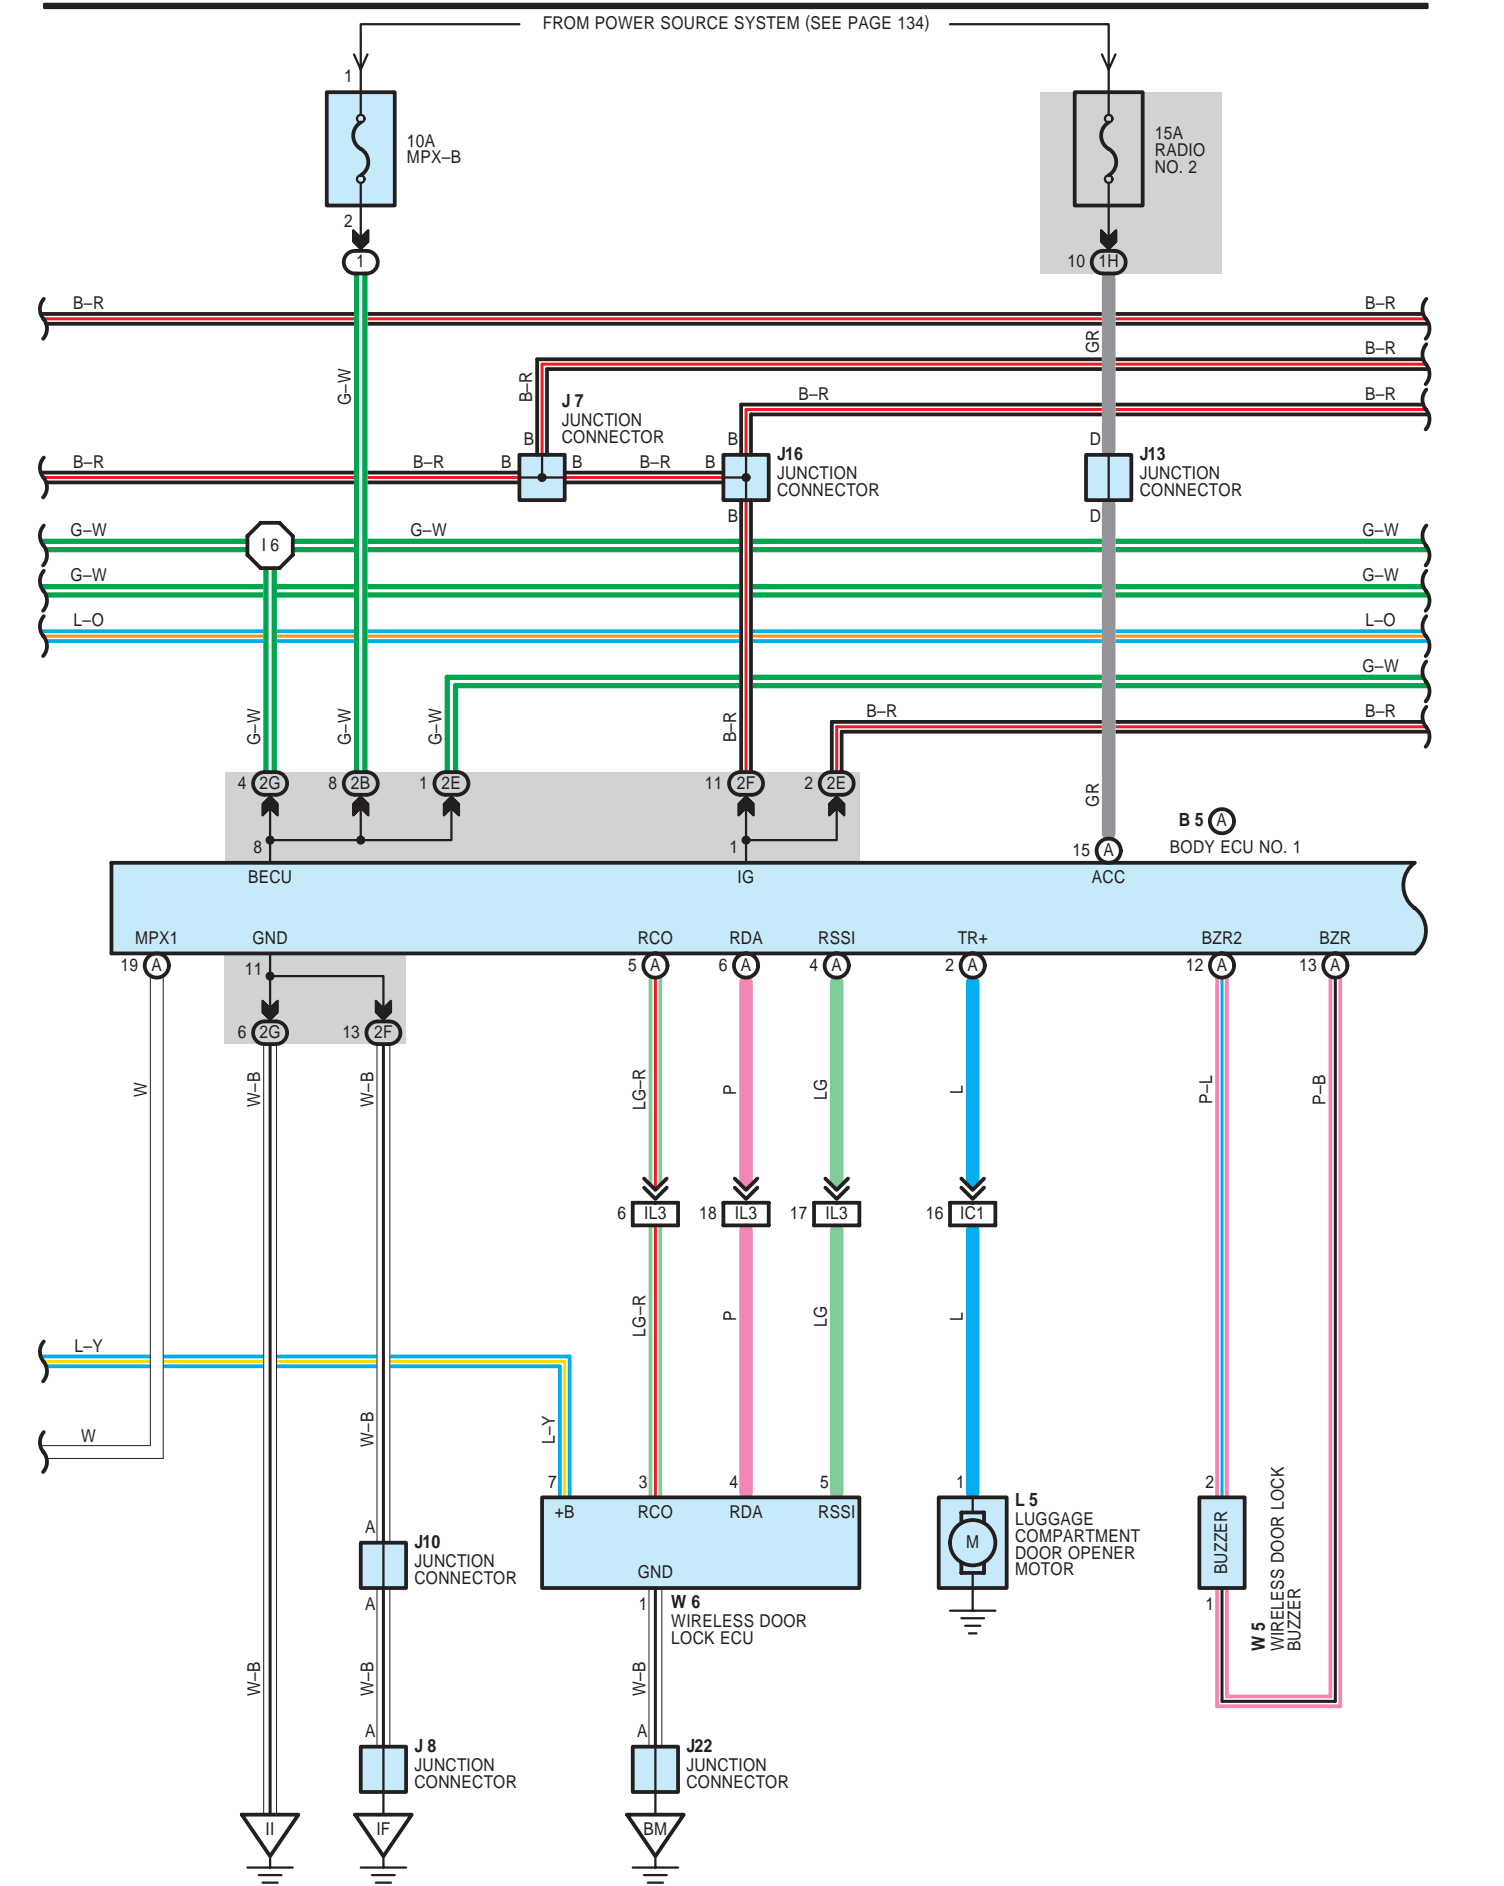 FROM POWER SOURCE SYSTEM (SEE PAGE 134)
1
10A
MPX–B
15A
RADIO
NO. 2
2
1
10 1H
B–R B–R
GR
B–R
G–W
B–R
B–R B–R
J 7
JUNCTION
CONNECTOR
B B D
J16
JUNCTION
CONNECTOR
J13
JUNCTION
CONNECTOR
B–R B–R B B B–R B
B D
G–W I 6 G–W G–W
G–W G–W
L–O L–O
G–W
B–R B–R
G–W G–W G–W B–R
4 2G 8 2B 1 2E 11 2F 2 2E
GR
B 5 A
BODY ECU NO. 1
8 1 15 A
BECU IG ACC
MPX1 GND RCO RDA RSSI TR+ BZR2 BZR
19 A 11 5 A 6 A 4 A 2 A 12 A 13 A
6 2G 13 2F
W W–B W–B LG–R P LG L P–L P–B
6 IL3 18 IL3 17 IL3 16 IC1
LG–R P LG L
L–Y
W W–B L–Y
7 3 4 5 1 2
+B RCO RDA RSSI
GND
M
L 5
LUGGAGE
COMPARTMENT
DOOR OPENER
MOTOR
BUZZER
W 5
WIRELESS DOOR LOCK
BUZZER
A
J10
JUNCTION
CONNECTOR
A
1
W 6
WIRELESS DOOR
LOCK ECU
1
W–B W–B W–B
A
J 8
JUNCTION
CONNECTOR
A
J22
JUNCTION
CONNECTOR
II IF BM